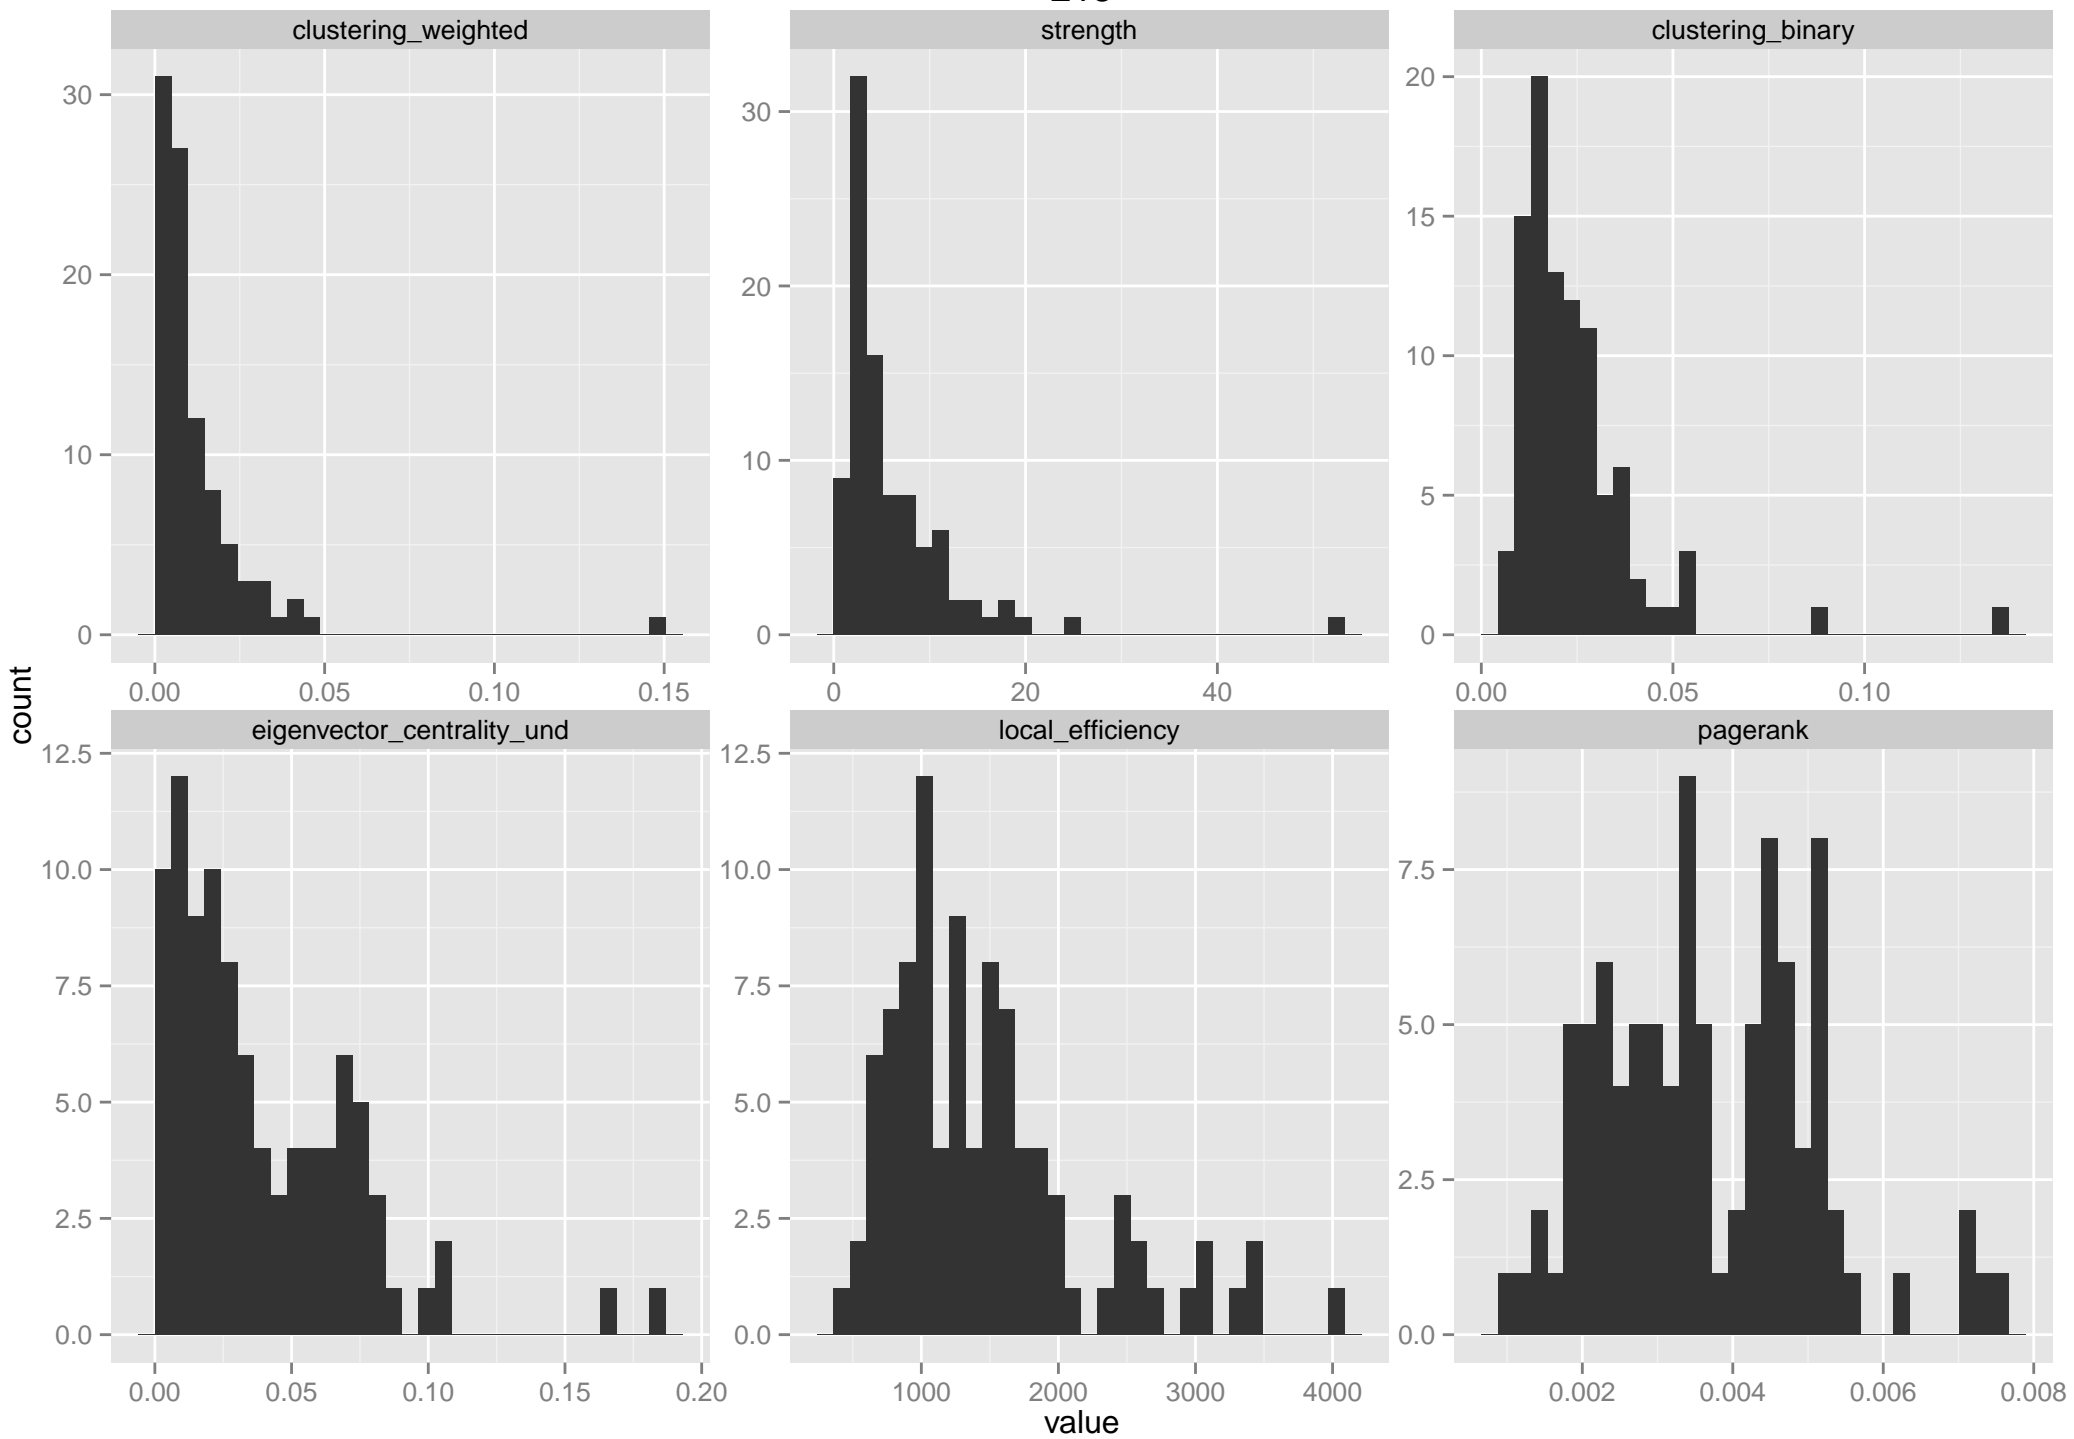 clustering_weighted
strength
clustering_binary
30
20
10
0
0.00 0.05 0.10 0.15
30
20
10
0
0 20 40
20
15
10
5
0
0.00 0.05 0.10
count
eigenvector_centrality_und
local_efficiency
pagerank
12.5
10.0
7.5
5.0
2.5
0.0
0.00 0.05 0.10 0.15 0.20
12.5
10.0
7.5
5.0
2.5
0.0
1000 2000 3000 4000
7.5
5.0
2.5
0.0
0.002 0.004 0.006 0.008
value